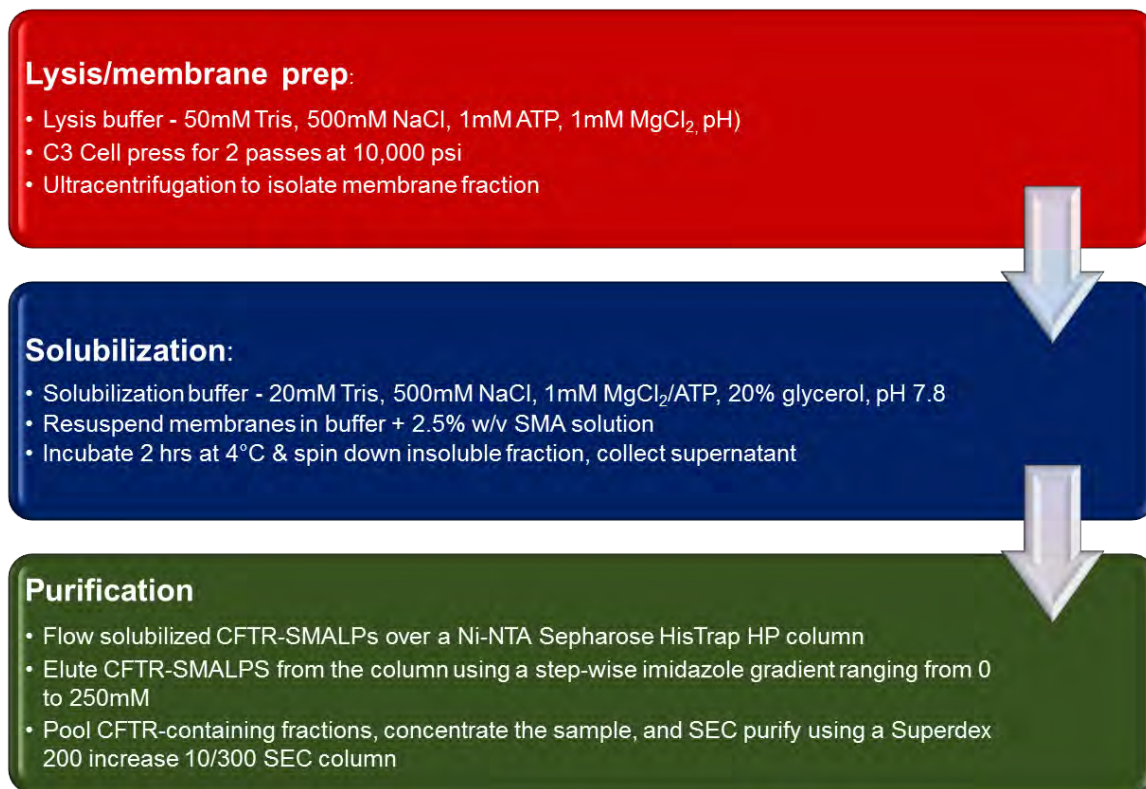 Lysis/membrane prep:
• Lysis buffer - 50mM Tris, 500mM NaCl, 1mM ATP, 1mM MgCl₂, pH)
• C3 Cell press for 2 passes at 10,000 psi
• Ultracentrifugation to isolate membrane fraction
Solubilization:
• Solubilization buffer - 20mM Tris, 500mM NaCl, 1mM MgCl₂/ATP, 20% glycerol, pH 7.8
• Resuspend membranes in buffer + 2.5% w/v SMA solution
• Incubate 2 hrs at 4°C & spin down insoluble fraction, collect supernatant
Purification
• Flow solubilized CFTR-SMALPs over a Ni-NTA Sepharose HisTrap HP column
• Elute CFTR-SMALPS from the column using a step-wise imidazole gradient ranging from 0
to 250mM
• Pool CFTR-containing fractions, concentrate the sample, and SEC purify using a Superdex
200 increase 10/300 SEC column